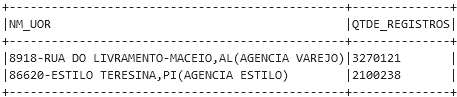 +-------------------------------------------------+--------------+
|NM_UOR |QTDE_REGISTROS|
+-------------------------------------------------+--------------+
|8918-RUA DO LIVRAMENTO-MACEIO,AL(AGENCIA VAREJO)|3270121 |
|86620-ESTILO TERESINA,PI(AGENCIA ESTILO) |2100238 |
+-------------------------------------------------+--------------+